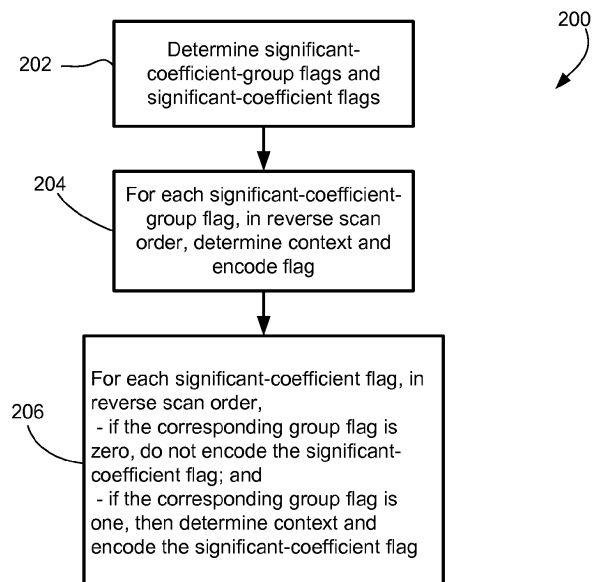 200
202
Determine significant-
coefficient-group flags and
significant-coefficient flags
204
For each significant-coefficient-
group flag, in reverse scan
order, determine context and
encode flag
206
For each significant-coefficient flag, in
reverse scan order,
- if the corresponding group flag is
zero, do not encode the significant-
coefficient flag; and
- if the corresponding group flag is
one, then determine context and
encode the significant-coefficient flag